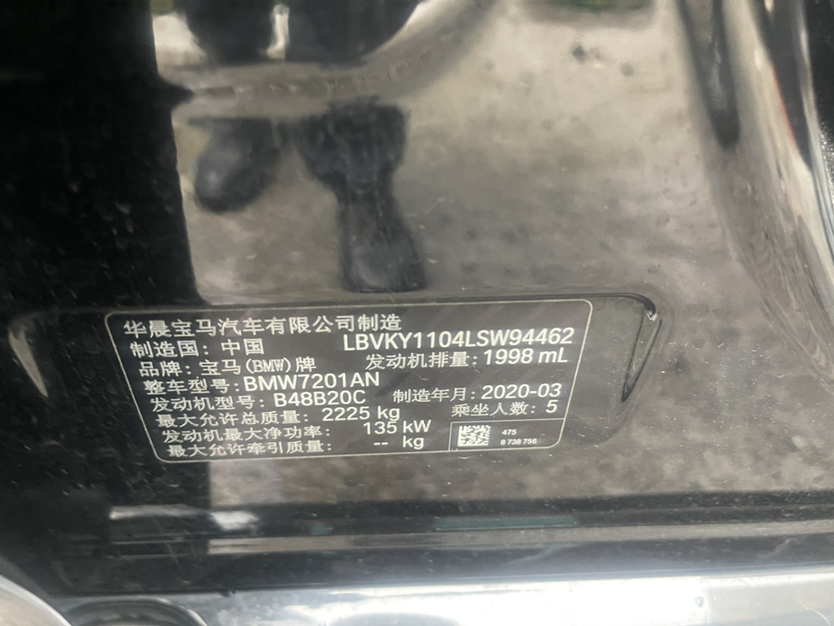 华晨宝马汽车有限公司制造
制造国：中国 LBVKY1104LSW94462
品牌：宝马(BMW)牌 发动机排量：1998 mL
整车型号：BMW7201AN
发动机型号：B48B20C 制造年月：2020-03
最大允许总质量：2225 kg 乘坐人数：5
发动机最大净功率：135 kW
最大允许牵引质量：-- kg
475
8 738 756